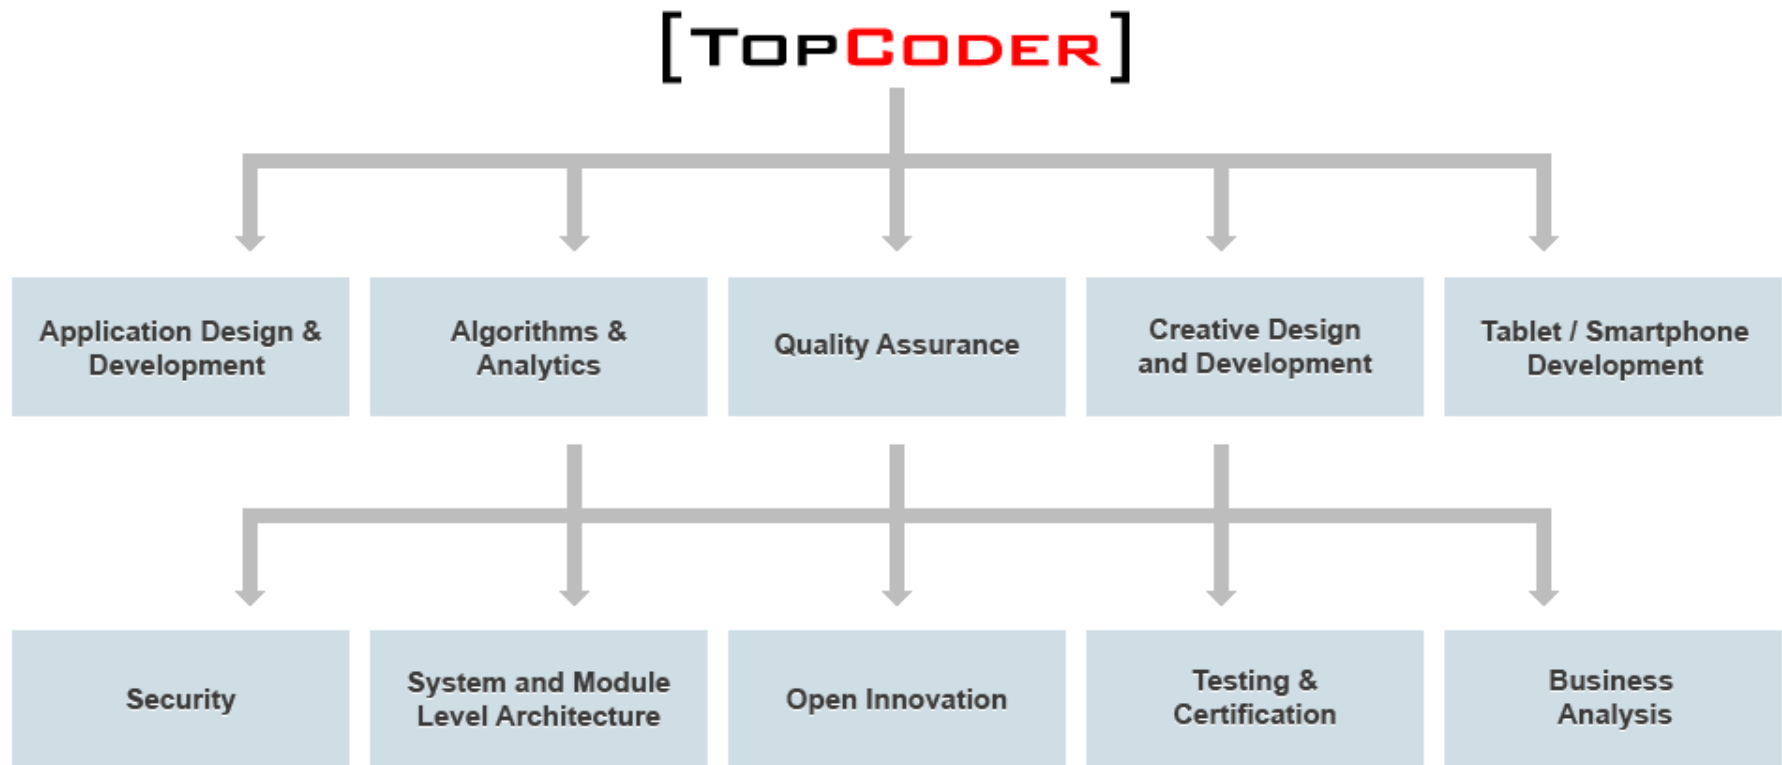 [TOPCODER]
Application Design &
Development
Algorithms &
Analytics
Quality Assurance
Creative Design
and Development
Tablet / Smartphone
Development
Security
System and Module
Level Architecture
Open Innovation
Testing &
Certification
Business
Analysis